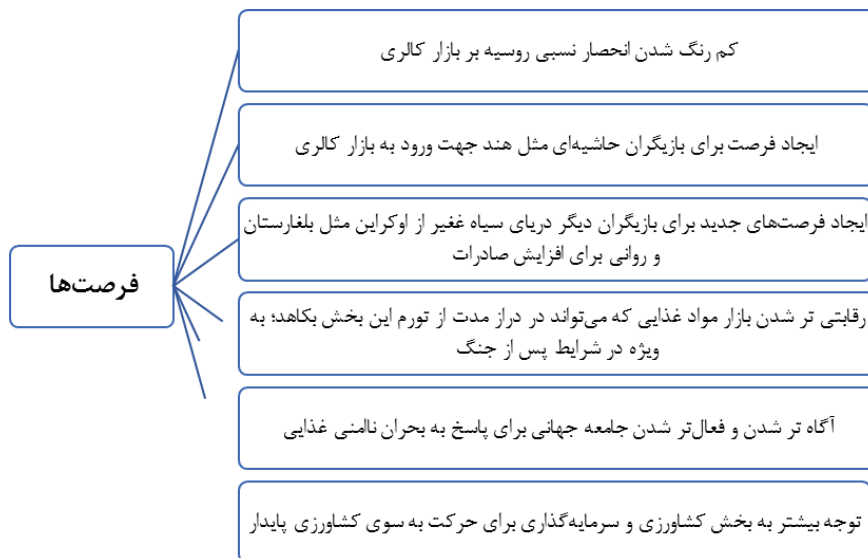 کم رنگ شدن انحصار نسبی روسیه بر بازار کالری
ایجاد فرصت برای بازیگران حاشیه‌ای مثل هند جهت ورود به بازار کالری
ایجاد فرصت‌های جدید برای بازیگران دیگر دریای سیاه غغیر از اوکراین مثل بلغارستان
و روانی برای افزایش صادرات
فرصت‌ها
رقابتی تر شدن بازار مواد غذایی که می‌تواند در دراز مدت از تورم این بخش بکاهد؛ به
ویژه در شرایط پس از جنگ
آگاه تر شدن و فعال‌تر شدن جامعه جهانی برای پاسخ به بحران ناامنی غذایی
توجه بیشتر به بخش کشاورزی و سرمایه‌گذاری برای حرکت به سوی کشاورزی پایدار